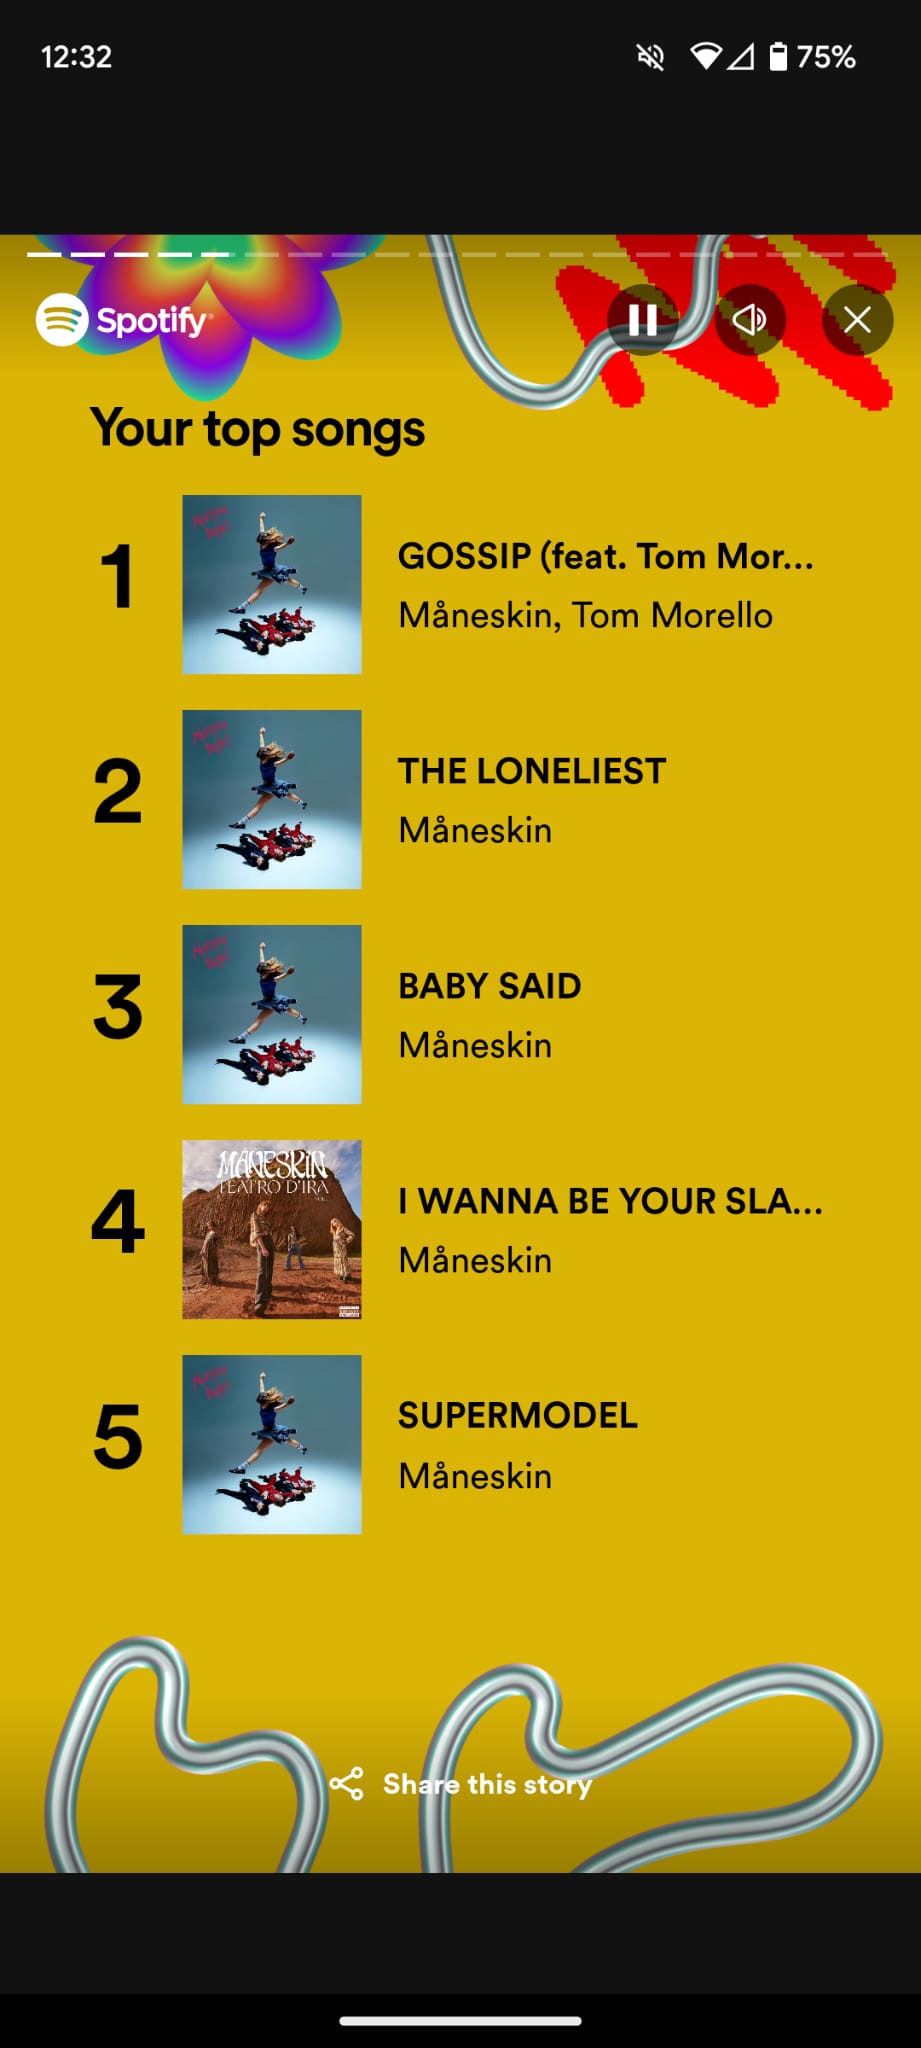 12:32
75%
Spotify
Your top songs
1
GOSSIP (feat. Tom Mor...
Måneskin, Tom Morello
2
THE LONELIEST
Måneskin
3
BABY SAID
Måneskin
4
MÅNESKIN
TEATRO D'IRA
I WANNA BE YOUR SLA...
Måneskin
5
SUPERMODEL
Måneskin
Share this story